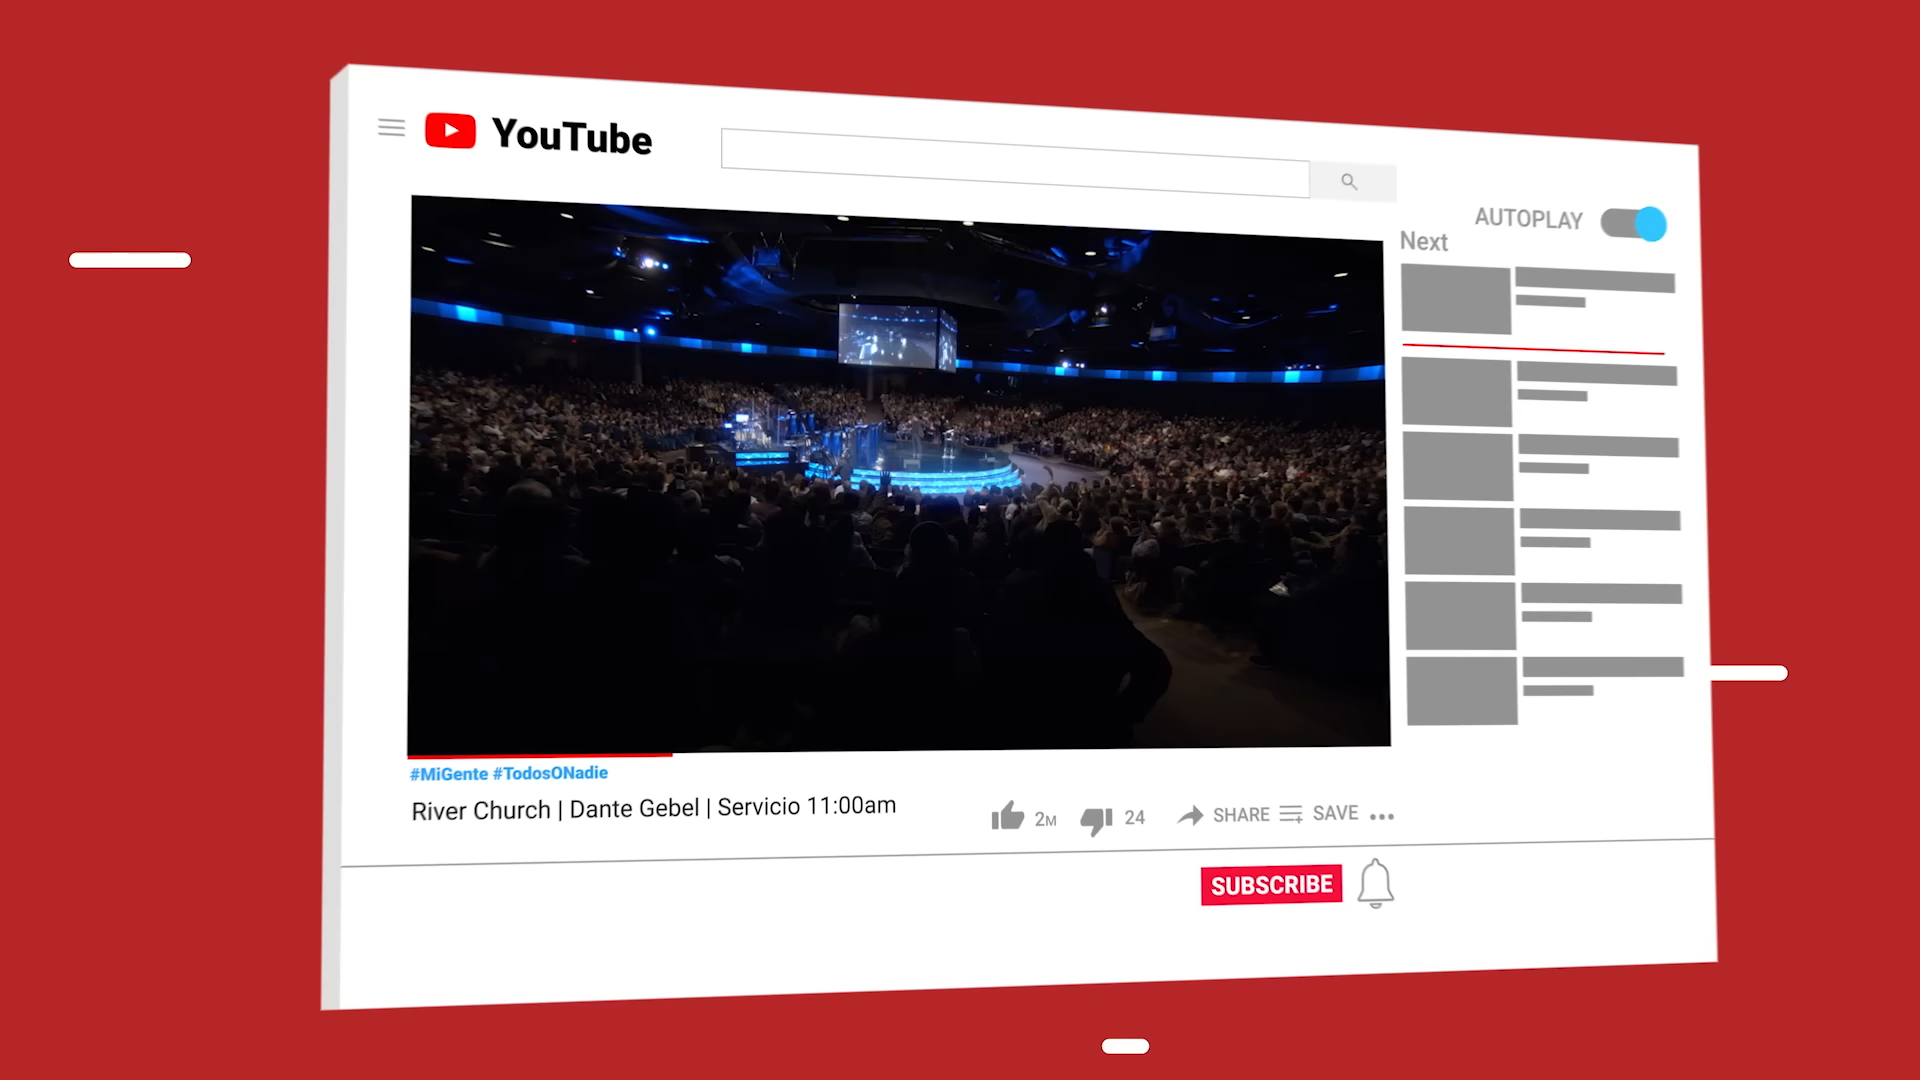 YouTube
AUTOPLAY
Next
#MiGente #TodosONadie
River Church | Dante Gebel | Servicio 11:00am
2M
24
SHARE
SAVE
SUBSCRIBE